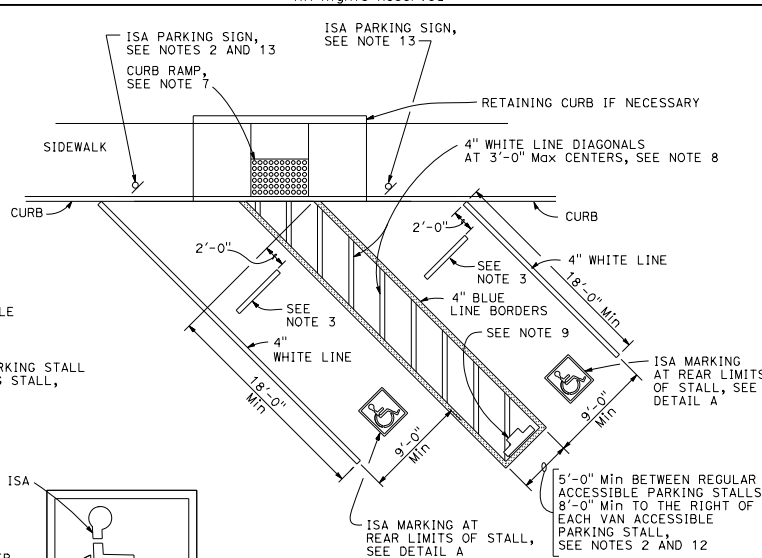 ISA PARKING SIGN,
SEE NOTES 2 AND 13
ISA PARKING SIGN,
SEE NOTE 13
CURB RAMP,
SEE NOTE 7
RETAINING CURB IF NECESSARY
SIDEWALK
4" WHITE LINE DIAGONALS
AT 3'-0" Max CENTERS, SEE NOTE 8
CURB
CURB
2'-0"
2'-0"
SEE
NOTE 3
4" WHITE LINE
18'-0" Min
SEE
NOTE 3
4" BLUE
LINE BORDERS
SEE NOTE 9
4"
WHITE LINE
18'-0"
Min
ISA MARKING
AT REAR LIMITS
OF STALL, SEE
DETAIL A
9'-0"
Min
9'-0"
Min
RKING STALL
STALL,
ISA
ISA MARKING AT
REAR LIMITS OF STALL,
SEE DETAIL A
5'-0" Min BETWEEN REGULAR
ACCESSIBLE PARKING STALLS
8'-0" Min TO THE RIGHT OF
EACH VAN ACCESSIBLE
PARKING STALL,
SEE NOTES 2 AND 12